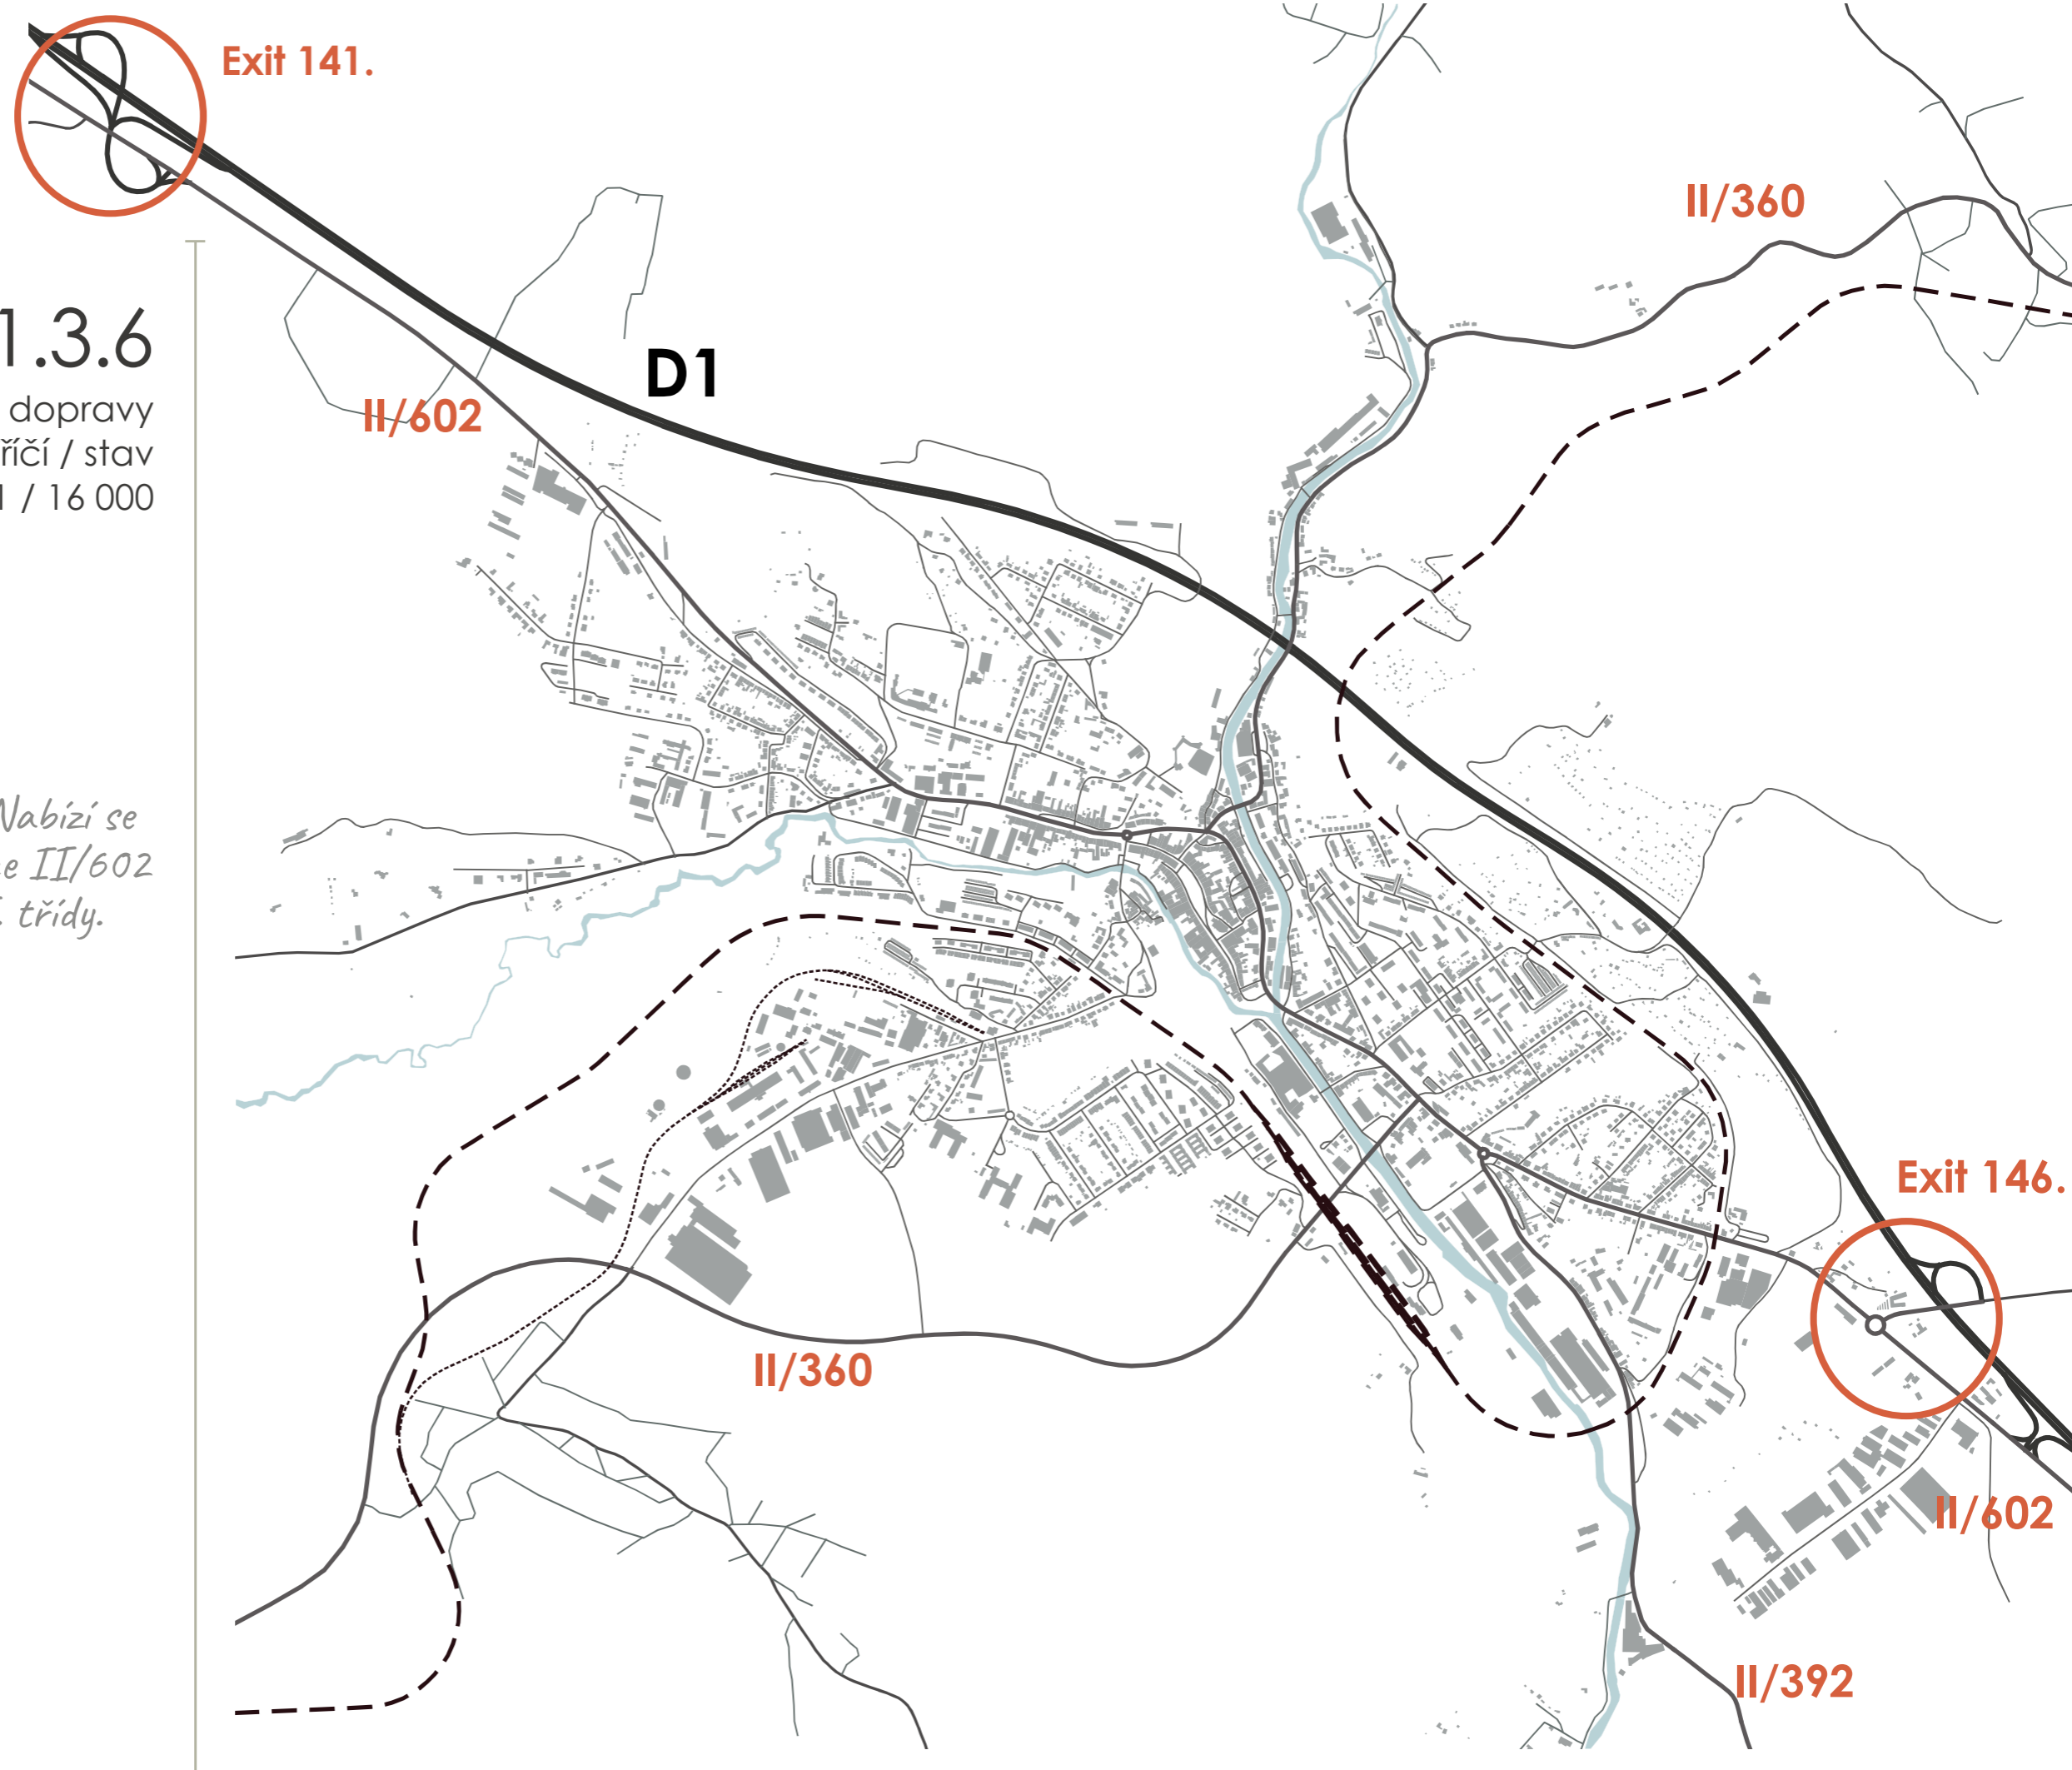 Exit 141.
II/360
1.3.6
dopravy
říčí / stav
/ 16 000
D1
II/602
Nabízí se
e II/602
třídy.
Exit 146.
II/360
II/602
II/392